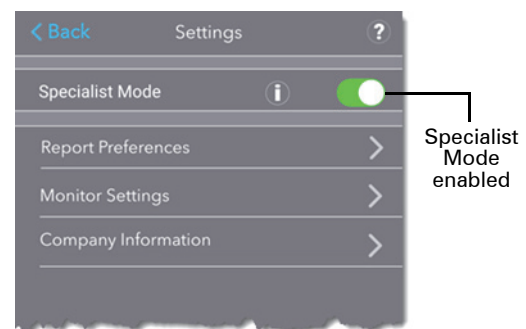 < Back Settings ?
Specialist Mode i
Report Preferences
Monitor Settings
Company Information
Specialist
Mode
enabled